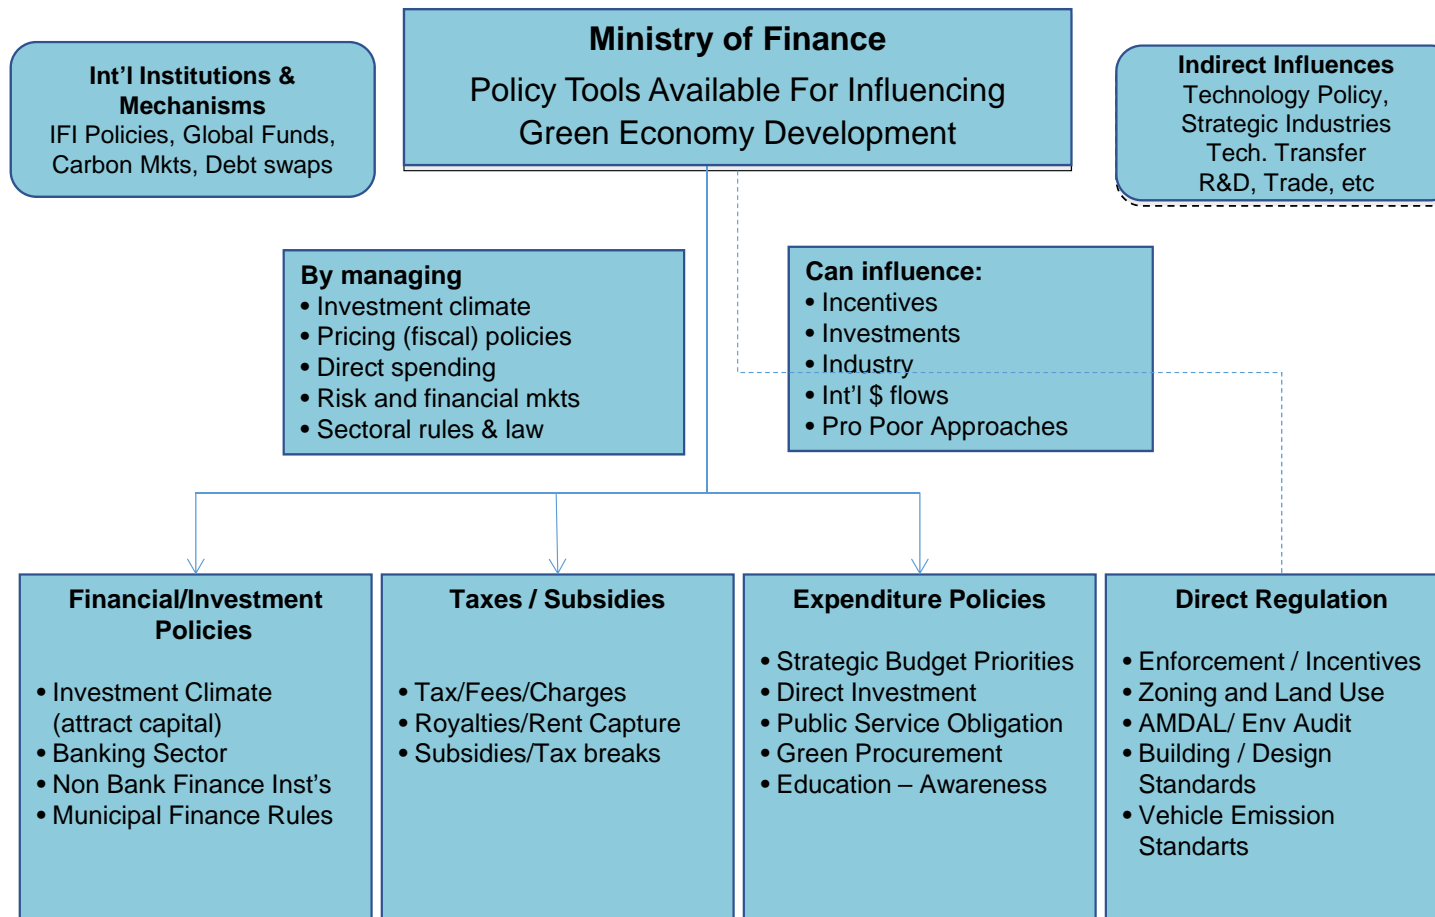 Ministry of Finance
Policy Tools Available For Influencing
Green Economy Development
Int'l Institutions &
Mechanisms
IFI Policies, Global Funds,
Carbon Mkts, Debt swaps
Indirect Influences
Technology Policy,
Strategic Industries
Tech. Transfer
R&D, Trade, etc
By managing
• Investment climate
• Pricing (fiscal) policies
• Direct spending
• Risk and financial mkts
• Sectoral rules & law
Can influence:
• Incentives
• Investments
• Industry
• Int'l $ flows
• Pro Poor Approaches
Financial/Investment
Policies
• Investment Climate
(attract capital)
• Banking Sector
• Non Bank Finance Inst's
• Municipal Finance Rules
Taxes / Subsidies
• Tax/Fees/Charges
• Royalties/Rent Capture
• Subsidies/Tax breaks
Expenditure Policies
• Strategic Budget Priorities
• Direct Investment
• Public Service Obligation
• Green Procurement
• Education – Awareness
Direct Regulation
• Enforcement / Incentives
• Zoning and Land Use
• AMDAL/ Env Audit
• Building / Design
Standards
• Vehicle Emission
Standarts